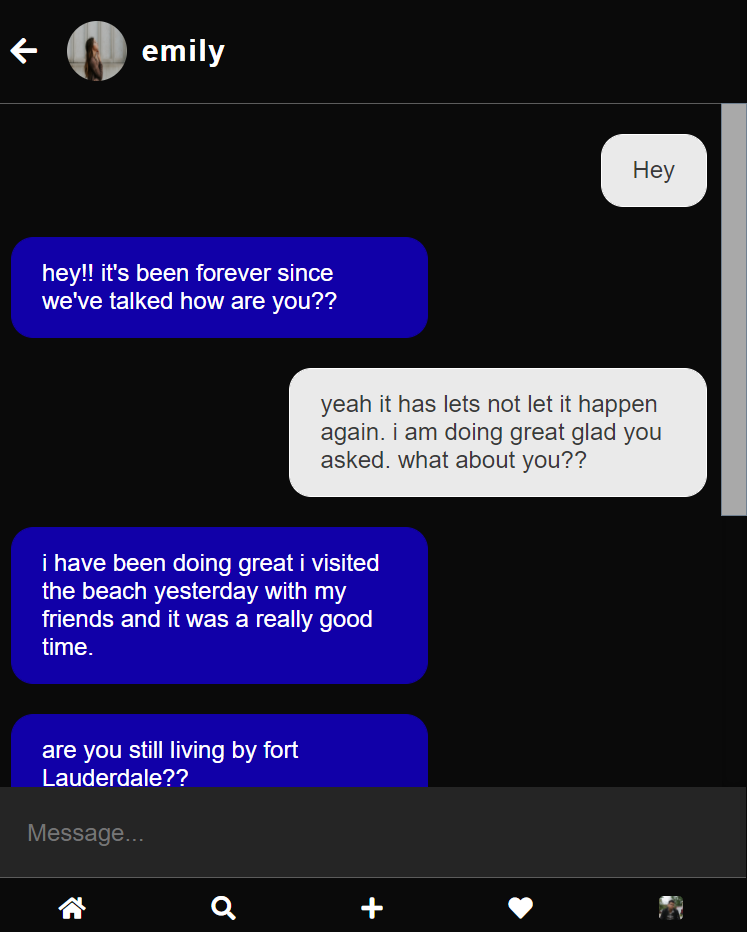 emily
Hey
hey!! it's been forever since
we've talked how are you??
yeah it has lets not let it happen
again. i am doing great glad you
asked. what about you??
i have been doing great i visited
the beach yesterday with my
friends and it was a really good
time.
are you still living by fort
Lauderdale??
Message...